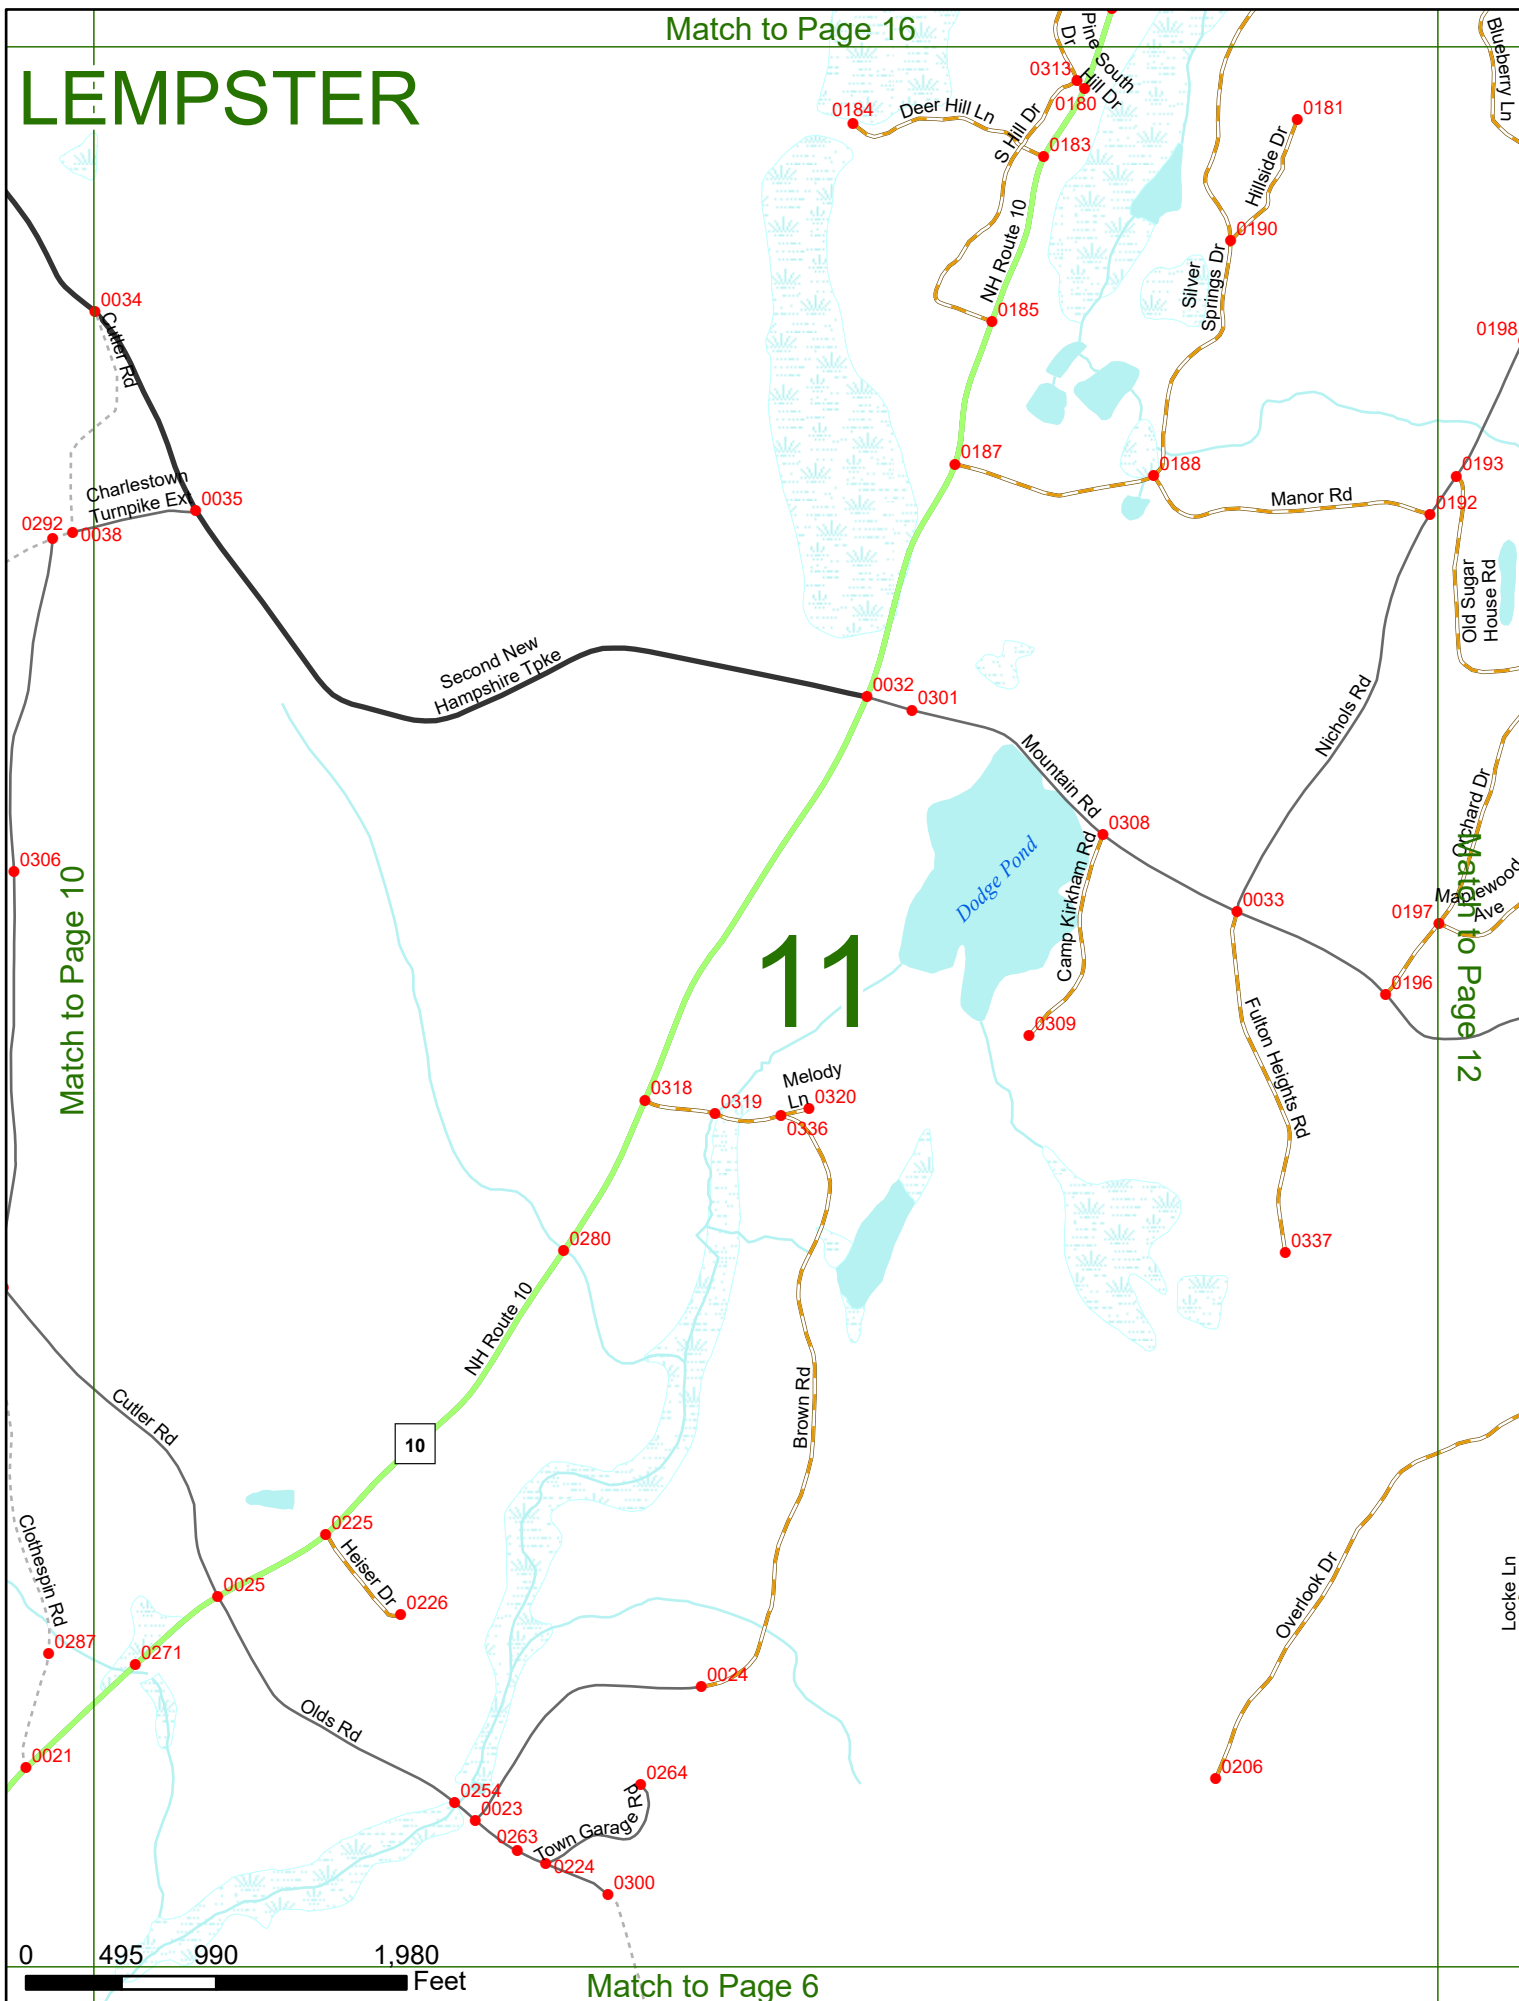 Match to Page 16
LEMPSTER
Pine South
Hill Dr
Dr
Blueberry Ln
0313
0180
0184
Deer Hill Ln
S Hill Dr
0183
0181
Hillside Dr
0190
NH Route 10
Silver
Springs Dr
0034
Cutler Rd
0185
0198
0187
0188
0193
Manor Rd
0192
Charlestown
Turnpike Ext
0035
0292
0038
Old Sugar
House Rd
Second New
Hampshire Tpke
0032
0301
Nichols Rd
Mountain Rd
0308
Orchard Dr
Camp Kirkham Rd
Dodge Pond
0306
Match to Page 10
Maplewood
Ave
0033
0197
Match to Page 12
11
0196
0309
Fulton Heights Rd
Melody
Ln
0318
0319
0320
0336
0280
0337
NH Route 10
Brown Rd
Cutler Rd
10
0225
Heiser Dr
Clothespin Rd
Overlook Dr
Locke Ln
0025
0226
0287
0271
0024
Olds Rd
0021
0264
0206
0254
0023
Town Garage Rd
0263
0224
0300
0 495 990 1,980
Feet
Match to Page 6